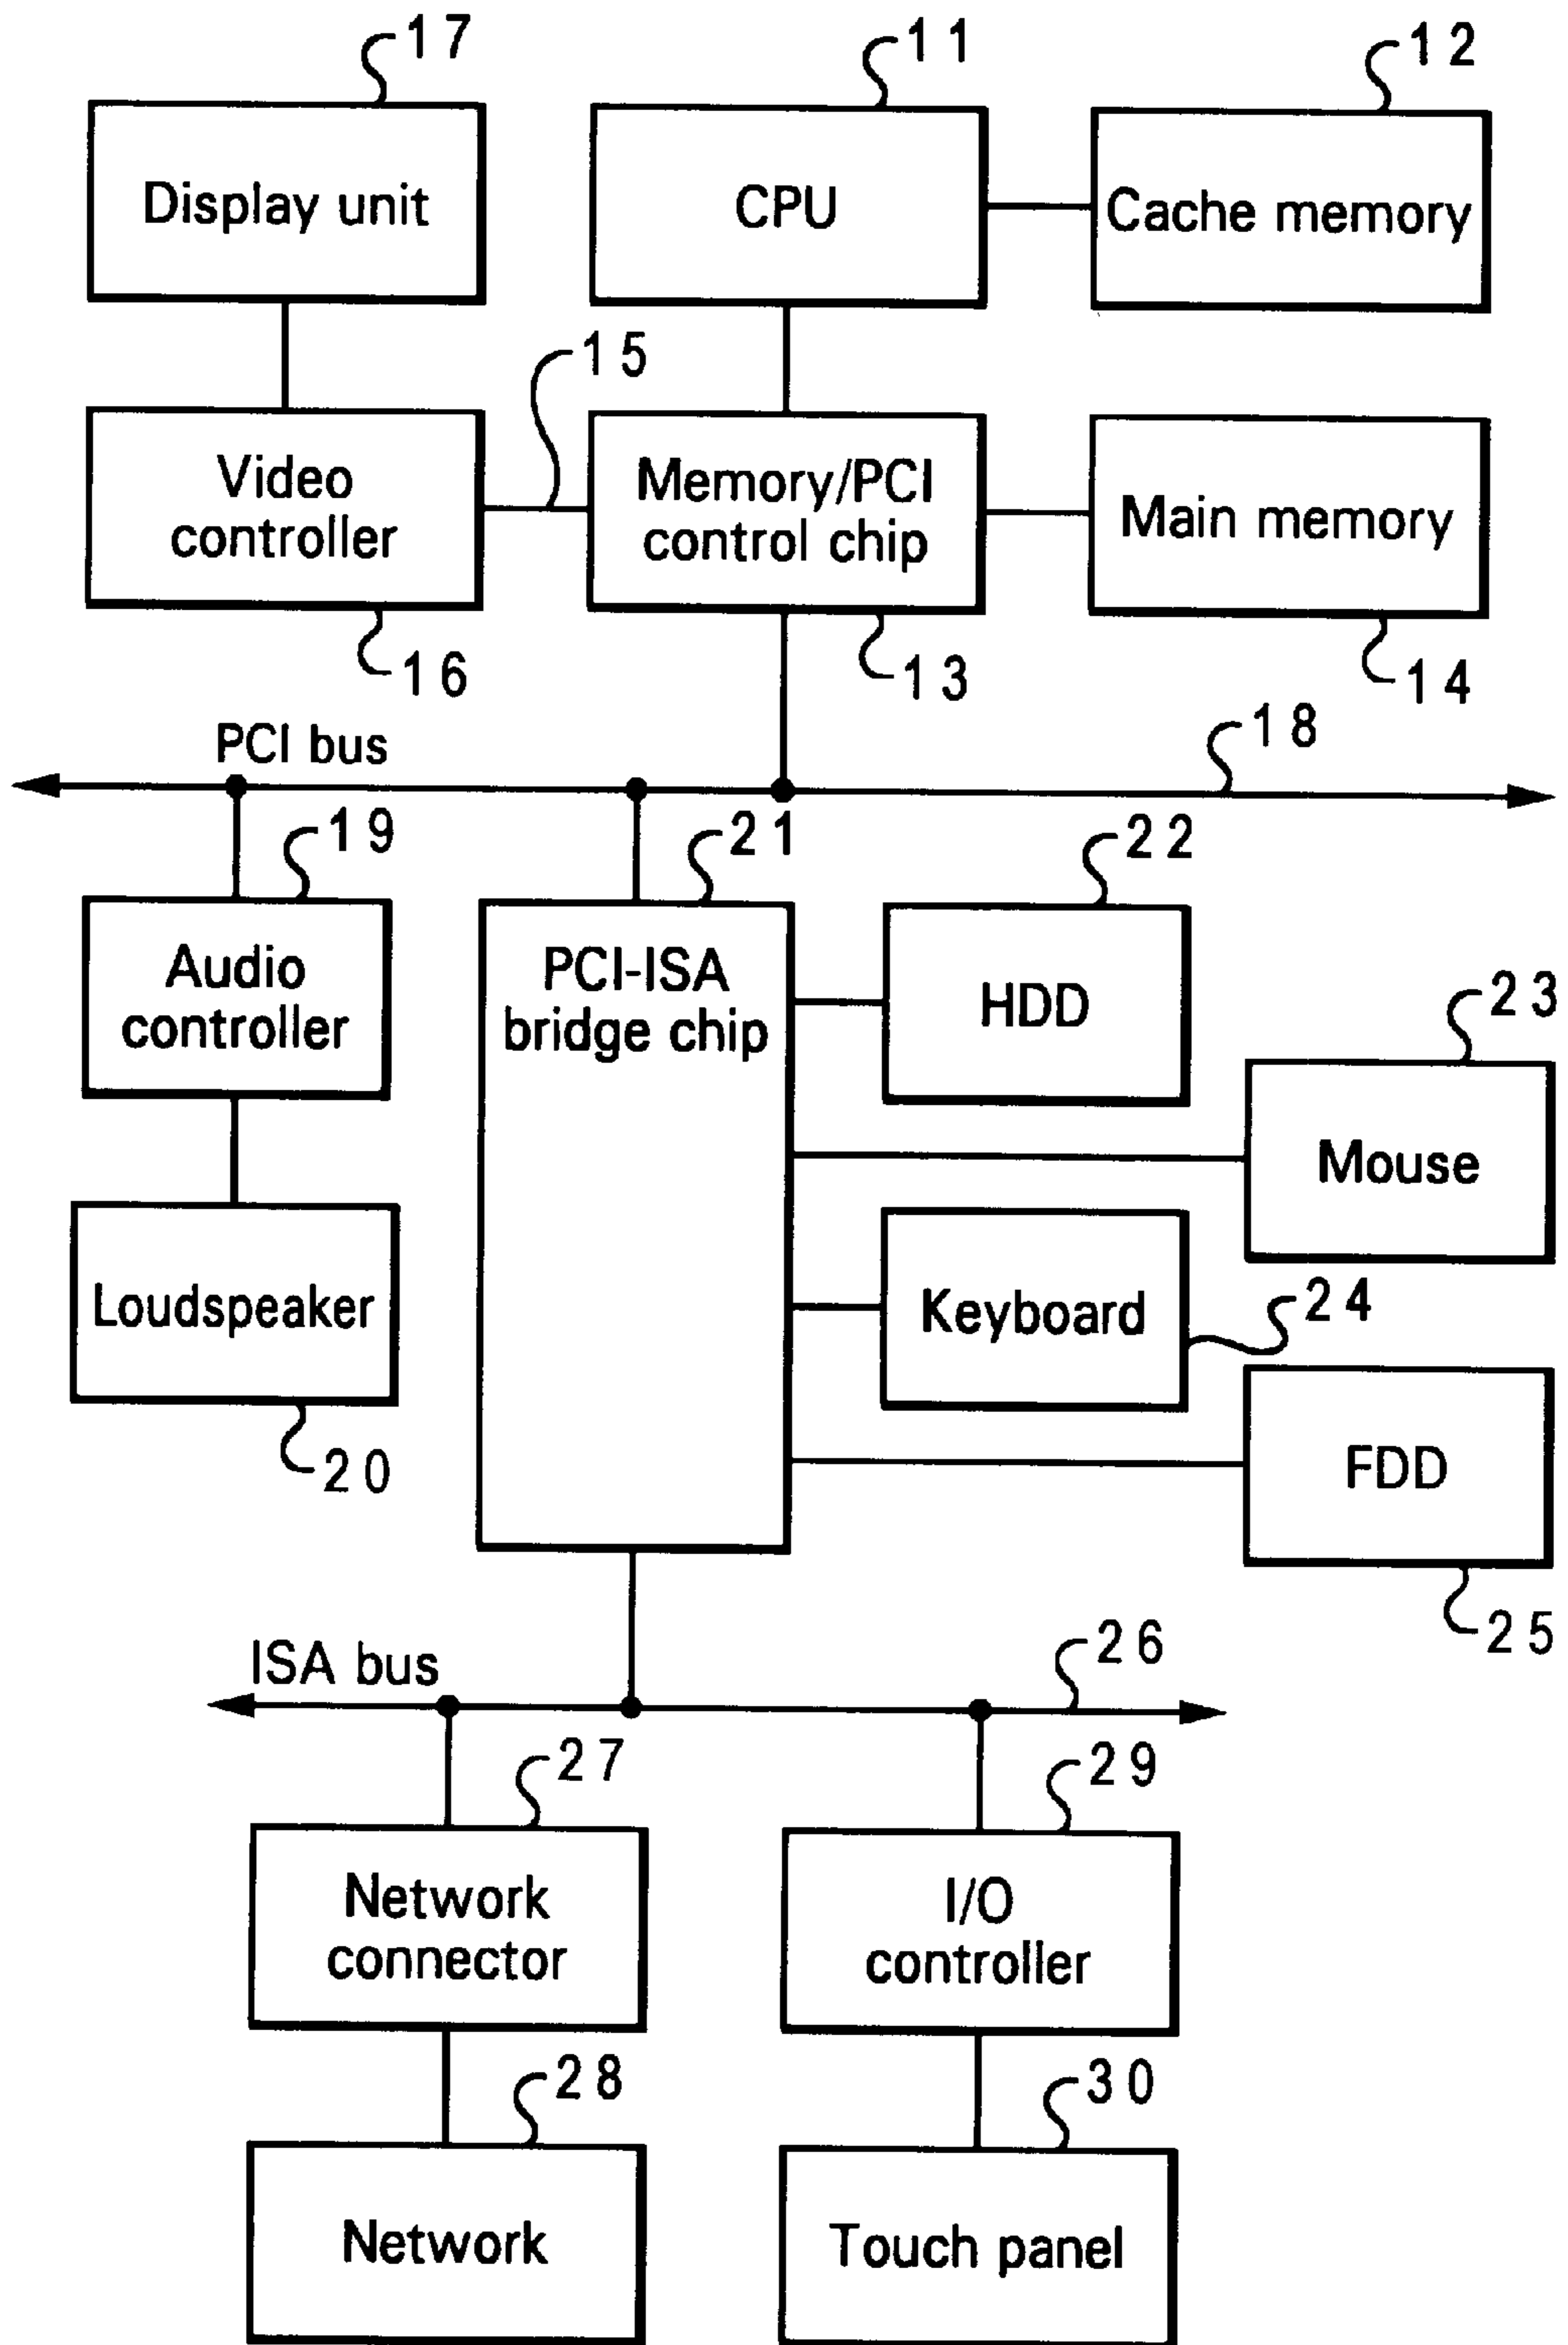 17
11
12
Display unit
CPU
Cache memory
15
Video
controller
Memory/PCI
control chip
Main memory
16
13
14
PCI bus
18
19
21
22
Audio
controller
PCI-ISA
bridge chip
HDD
23
Mouse
Loudspeaker
Keyboard
24
20
FDD
25
ISA bus
26
27
29
Network
connector
I/O
controller
28
30
Network
Touch panel